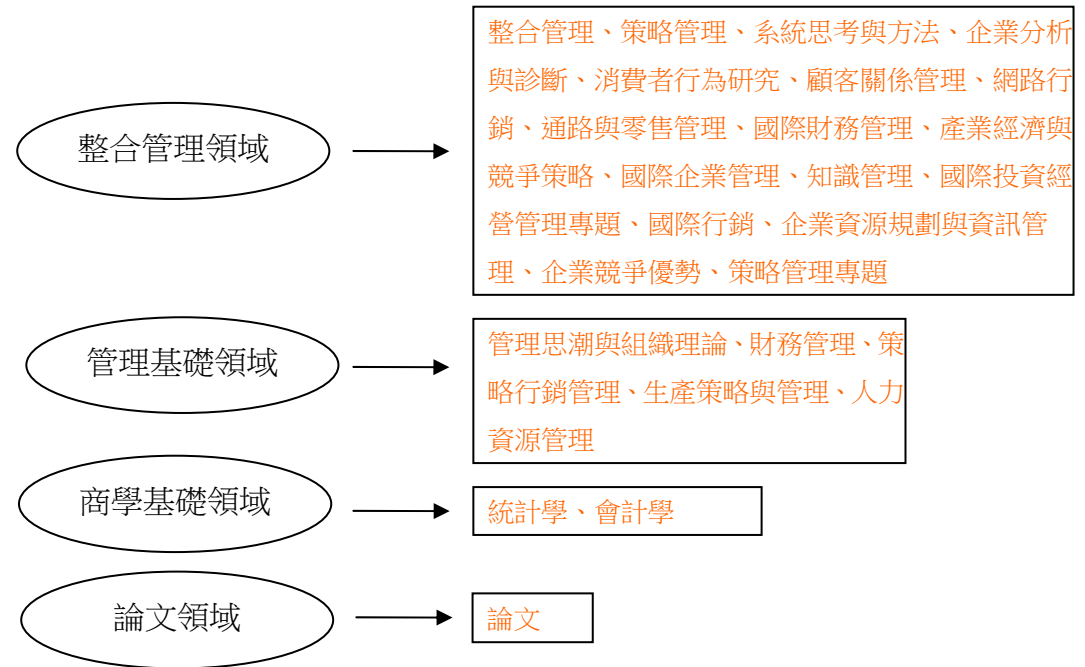 整合管理領域
整合管理、策略管理、系統思考與方法、企業分析
與診斷、消費者行為研究、顧客關係管理、網路行
銷、通路與零售管理、國際財務管理、產業經濟與
競爭策略、國際企業管理、知識管理、國際投資經
營管理專題、國際行銷、企業資源規劃與資訊管
理、企業競爭優勢、策略管理專題
管理基礎領域
管理思潮與組織理論、財務管理、策
略行銷管理、生產策略與管理、人力
資源管理
商學基礎領域
統計學、會計學
論文領域
論文